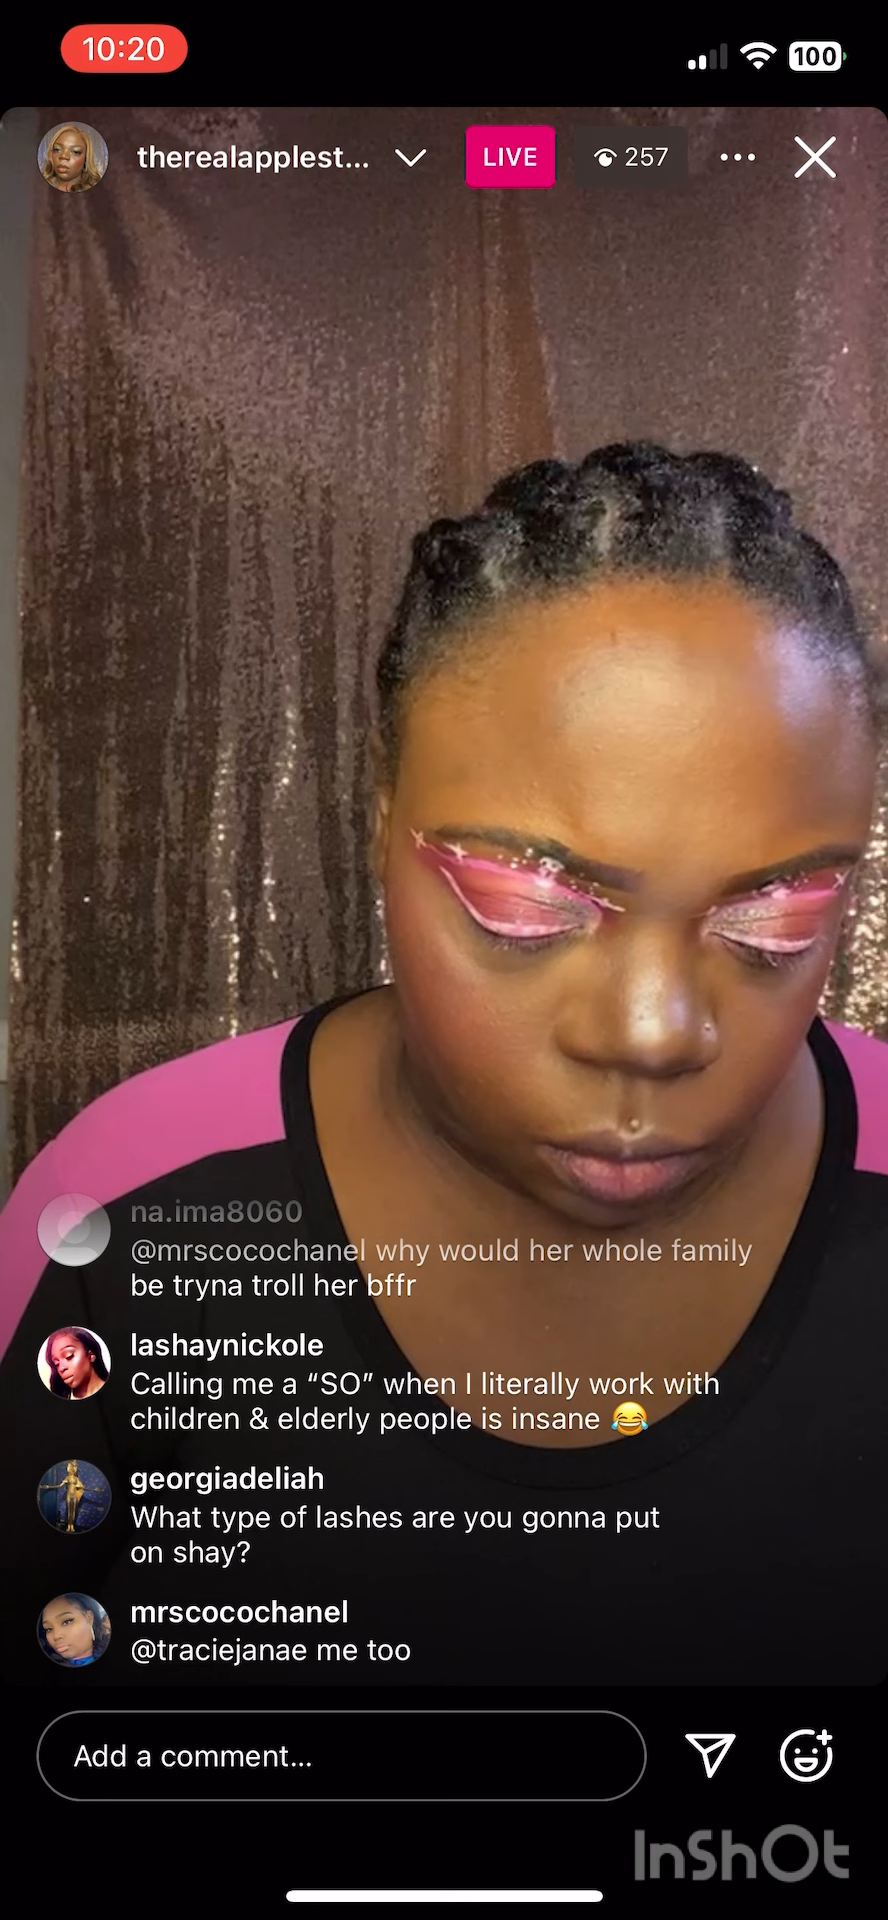 10:20
100
therealapplest...
LIVE
257
na.ima8060
@mrscocochanel why would her whole family
be tryna troll her bffr
lashaynickole
Calling me a “SO” when I literally work with
children & elderly people is insane 😂
georgiadeliah
What type of lashes are you gonna put
on shay?
mrscocochanel
@traciejanae me too
Add a comment...
InShOt